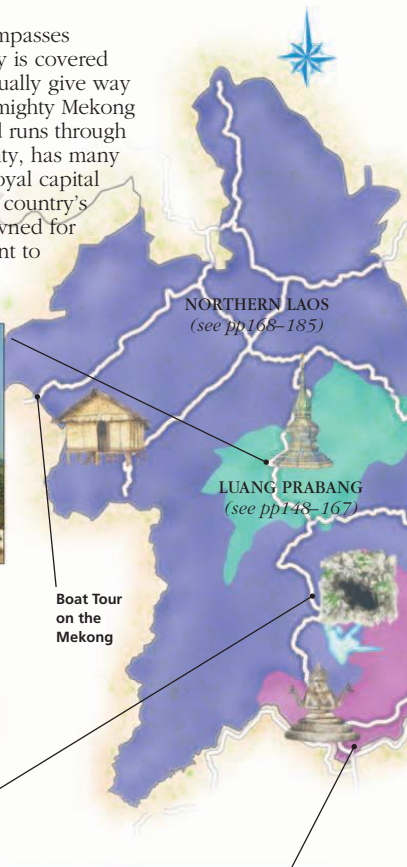 mpasses
y is covered
ually give way
mighty Mekong
runs through
ity, has many
oyal capital
country's
wned for
nt to
NORTHERN LAOS
(see pp168–185)
LUANG PRABANG
(see pp148–167)
Boat Tour
on the
Mekong